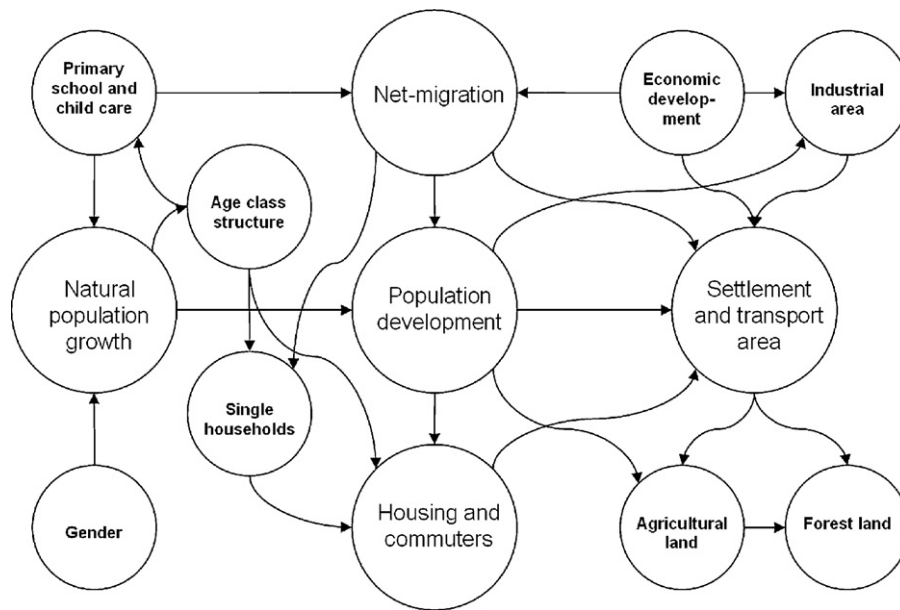 Primary
school and
child care
Net-migration
Economic
develop-
ment
Industrial
area
Age class
structure
Natural
population
growth
Population
development
Settlement
and transport
area
Single
households
Gender
Housing and
commuters
Agricultural
land
Forest land